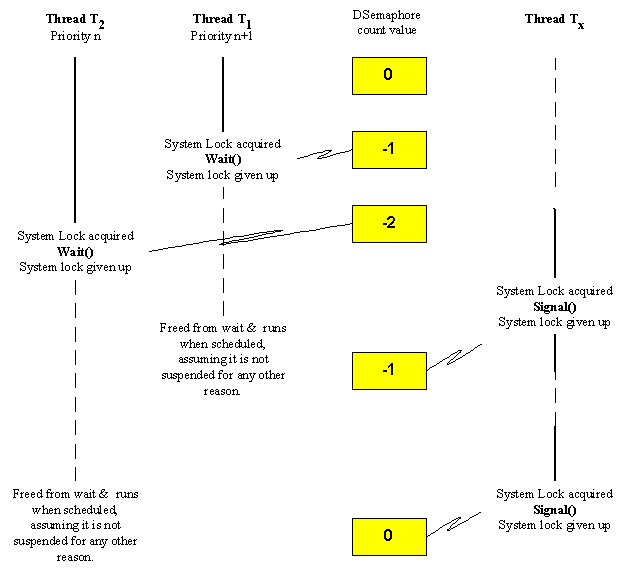 Thread T2
Priority n
Thread T1
Priority n+1
DSemaphore
count value
Thread Tx
0
System Lock acquired
Wait()
System lock given up
-1
System Lock acquired
Wait()
System lock given up
-2
System Lock acquired
Signal()
System lock given up
Freed from wait & runs
when scheduled,
assuming it is not
suspended for any other
reason.
-1
Freed from wait & runs
when scheduled,
assuming it is not
suspended for any other
reason.
System Lock acquired
Signal()
System lock given up
0